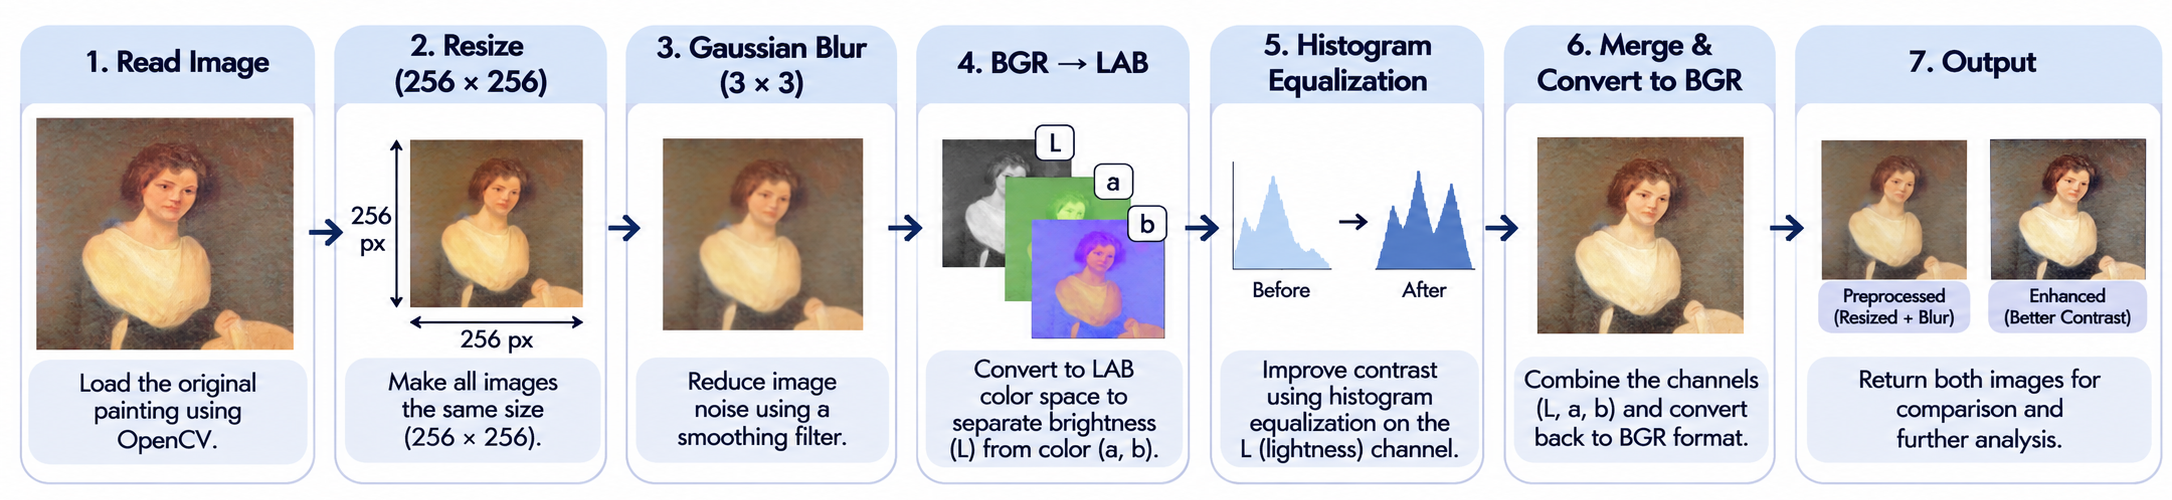 1. Read Image
256
px
Load the original
painting using
OpenCV.
2. Resize
(256 × 256)
256 px
Make all images
the same size
(256 × 256).
3. Gaussian Blur
(3 × 3)
Reduce image
noise using a
smoothing filter.
4. BGR → LAB
L
a
b
Convert to LAB
color space to
separate brightness
(L) from color (a, b).
5. Histogram
Equalization
Before
After
Improve contrast
using histogram
equalization on the
L (lightness) channel.
6. Merge &
Convert to BGR
Combine the channels
(L, a, b) and convert
back to BGR format.
7. Output
Preprocessed
(Resized + Blur)
Enhanced
(Better Contrast)
Return both images for
comparison and
further analysis.